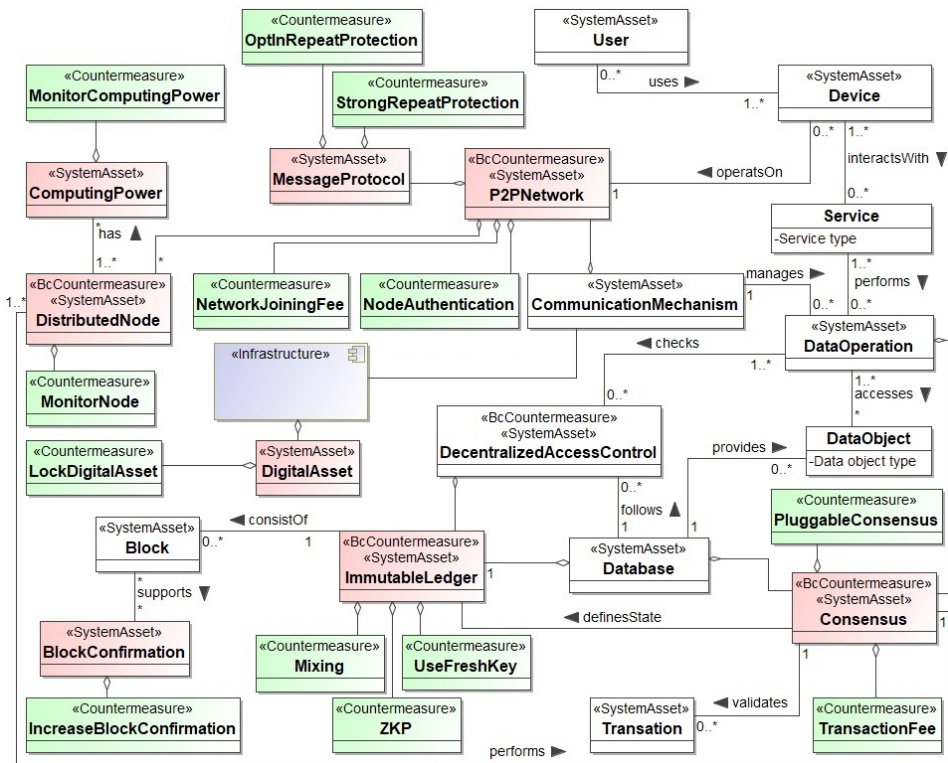 «Countermeasure»
OptInRepeatProtection
«SystemAsset»
User
0..*
uses
1..*
«SystemAsset»
Device
0..*
1..*
«Countermeasure»
MonitorComputingPower
«Countermeasure»
StrongRepeatProtection
«SystemAsset»
ComputingPower
«SystemAsset»
MessageProtocol
«BcCountermeasure»
«SystemAsset»
P2PNetwork
1
operatsOn
interactsWith
0..*
Service
-Service type
*
has
1..*
*
1..*
performs
0..*
1..*
«BcCountermeasure»
«SystemAsset»
DistributedNode
«Countermeasure»
NetworkJoiningFee
«Countermeasure»
NodeAuthentication
«SystemAsset»
CommunicationMechanism
manages
1
0..*
«SystemAsset»
DataOperation
«Infrastructure»
checks
1..*
0..*
1..*
accesses
*
«Countermeasure»
MonitorNode
«BcCountermeasure»
«SystemAsset»
DecentralizedAccessControl
provides
0..*
DataObject
-Data object type
«Countermeasure»
LockDigitalAsset
«SystemAsset»
DigitalAsset
0..*
follows
1
1
«Countermeasure»
PluggableConsensus
«SystemAsset»
Block
consistOf
0..*
1
«BcCountermeasure»
«SystemAsset»
ImmutableLedger
1
«SystemAsset»
Database
*
supports
*
«BcCountermeasure»
«SystemAsset»
Consensus
1
definesState
«SystemAsset»
BlockConfirmation
«Countermeasure»
Mixing
«Countermeasure»
UseFreshKey
1
«Countermeasure»
IncreaseBlockConfirmation
«Countermeasure»
ZKP
«SystemAsset»
Transation
validates
0..*
«Countermeasure»
TransactionFee
performs